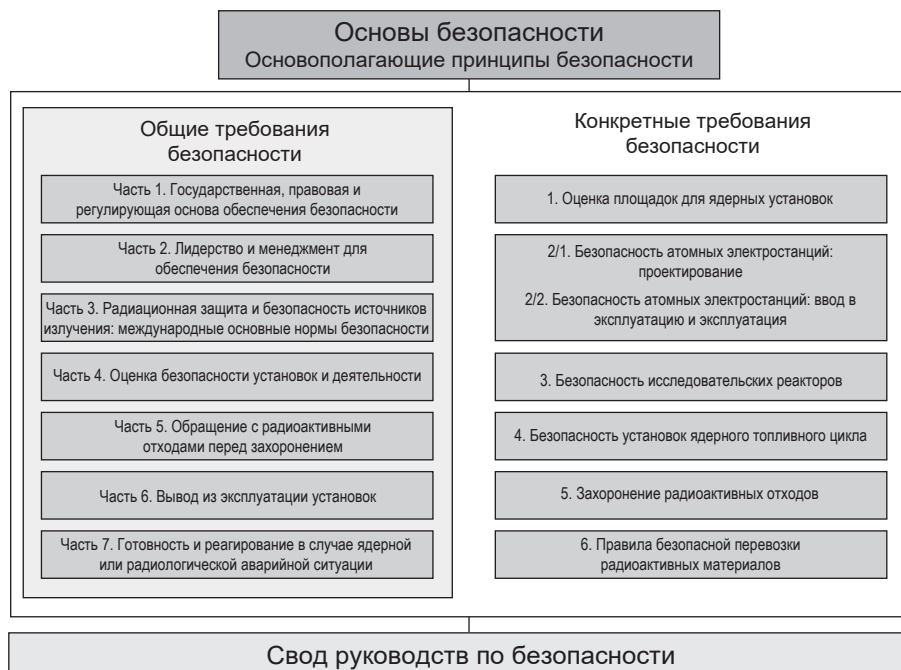 Основы безопасности
Основополагающие принципы безопасности
Общие требования
безопасности
Часть 1. Государственная, правовая и
регулирующая основа обеспечения безопасности
Часть 2. Лидерство и менеджмент для
обеспечения безопасности
Часть 3. Радиационная защита и безопасность источников
излучения: международные основные нормы безопасности
Часть 4. Оценка безопасности установок и деятельности
Часть 5. Обращение с радиоактивными
отходами перед захоронением
Часть 6. Вывод из эксплуатации установок
Часть 7. Готовность и реагирование в случае ядерной
или радиологической аварийной ситуации
Конкретные требования
безопасности
1. Оценка площадок для ядерных установок
2/1. Безопасность атомных электростанций:
проектирование
2/2. Безопасность атомных электростанций: ввод в
эксплуатацию и эксплуатация
3. Безопасность исследовательских реакторов
4. Безопасность установок ядерного топливного цикла
5. Захоронение радиоактивных отходов
6. Правила безопасной перевозки
радиоактивных материалов
Свод руководств по безопасности